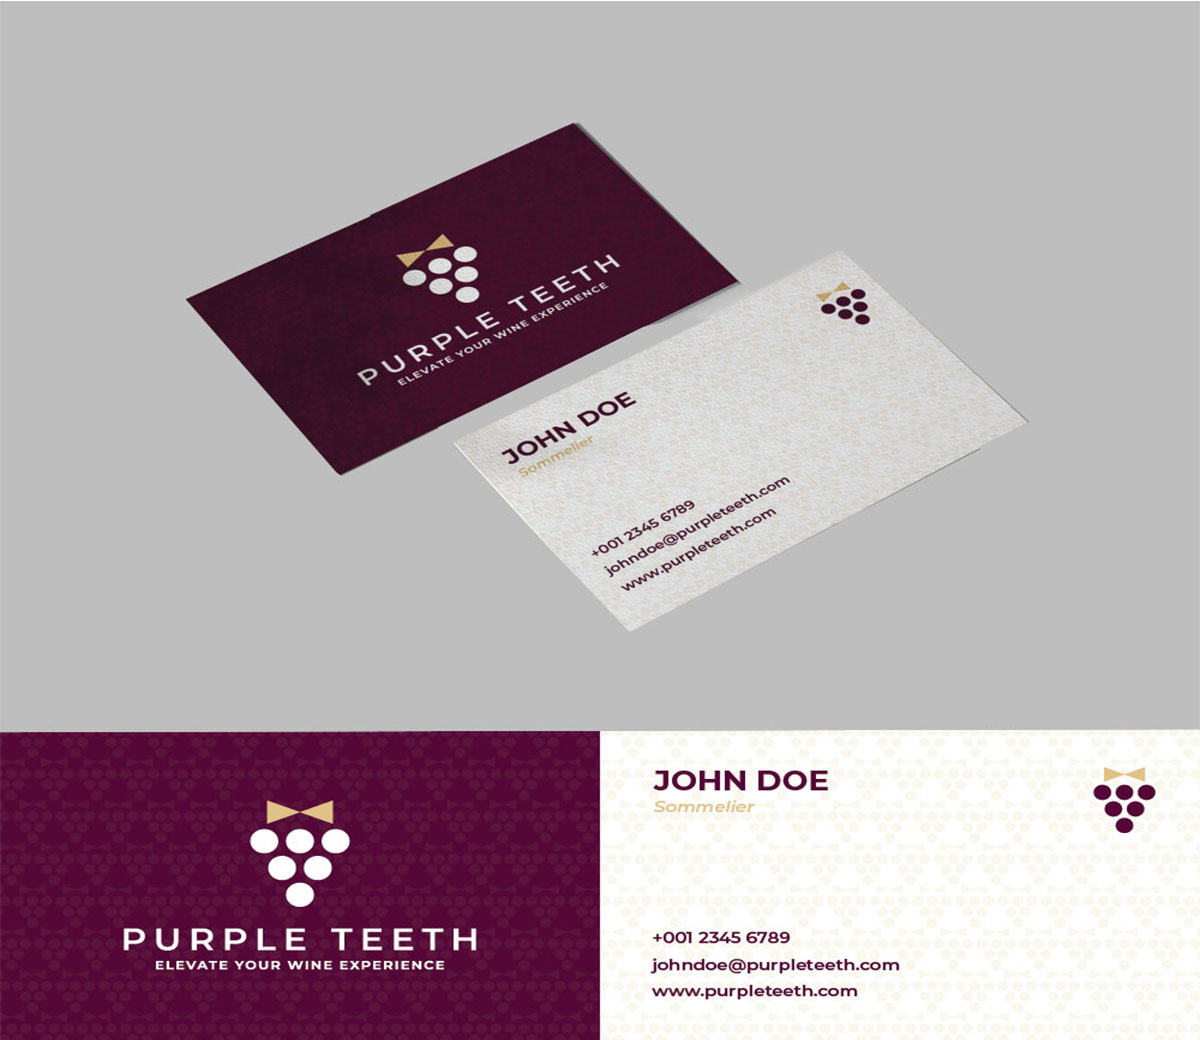 PURPLE TEETH
ELEVATE YOUR WINE EXPERIENCE
JOHN DOE
Sommelier
+001 2345 6789
johndoe@purpleteeth.com
www.purpleteeth.com
PURPLE TEETH
ELEVATE YOUR WINE EXPERIENCE
JOHN DOE
Sommelier
+001 2345 6789
johndoe@purpleteeth.com
www.purpleteeth.com